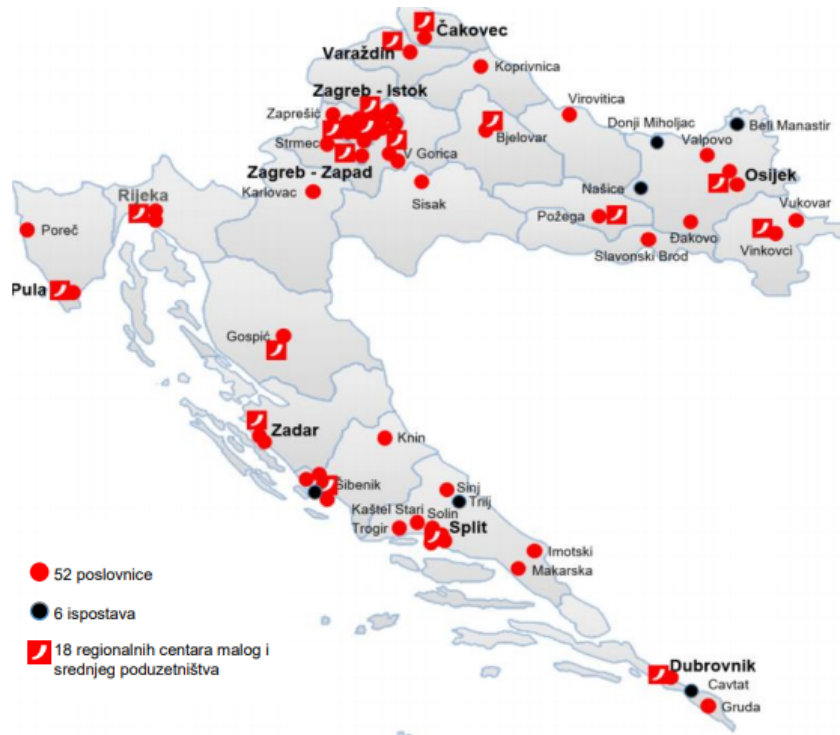 Čakovec
Varaždin
Koprivnica
Zagreb - Istok
Zaprešić
Virovitica
Donji Miholjac
Beli Manastir
Bjelovar
Strmec
V Gorica
Valpovo
Zagreb - Zapad
Osijek
Karlovac
Sisak
Našice
Rijeka
Vukovar
Požega
Poreč
Đakovo
Vinkovci
Slavonski Brod
Pula
Gospić
Zadar
Knin
Šibenik
Sinj
Trilj
Kaštel Stari
Solin
Trogir
Split
Imotski
Makarska
52 poslovnice
6 ispostava
18 regionalnih centara malog i
srednjeg poduzetništva
Dubrovnik
Cavtat
Gruda